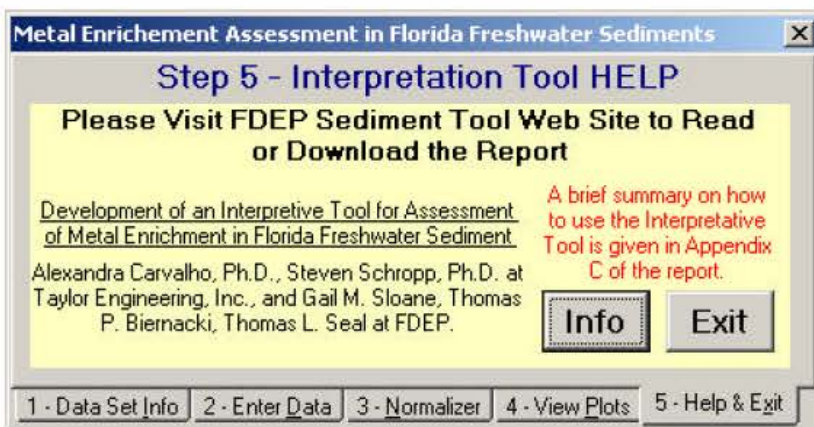 Metal Enrichement Assessment in Florida Freshwater Sediments
Step 5 - Interpretation Tool HELP
Please Visit FDEP Sediment Tool Web Site to Read
or Download the Report
Development of an Interpretive Tool for Assessment
of Metal Enrichment in Florida Freshwater Sediment
Alexandra Carvalho, Ph.D., Steven Schropp, Ph.D. at
Taylor Engineering, Inc., and Gail M. Sloane, Thomas
P. Biernacki, Thomas L. Seal at FDEP.
A brief summary on how
to use the Interpretative
Tool is given in Appendix
C of the report.
Info
Exit
1 - Data Set Info
2 - Enter Data
3 - Normalizer
4 - View Plots
5 - Help & Exit